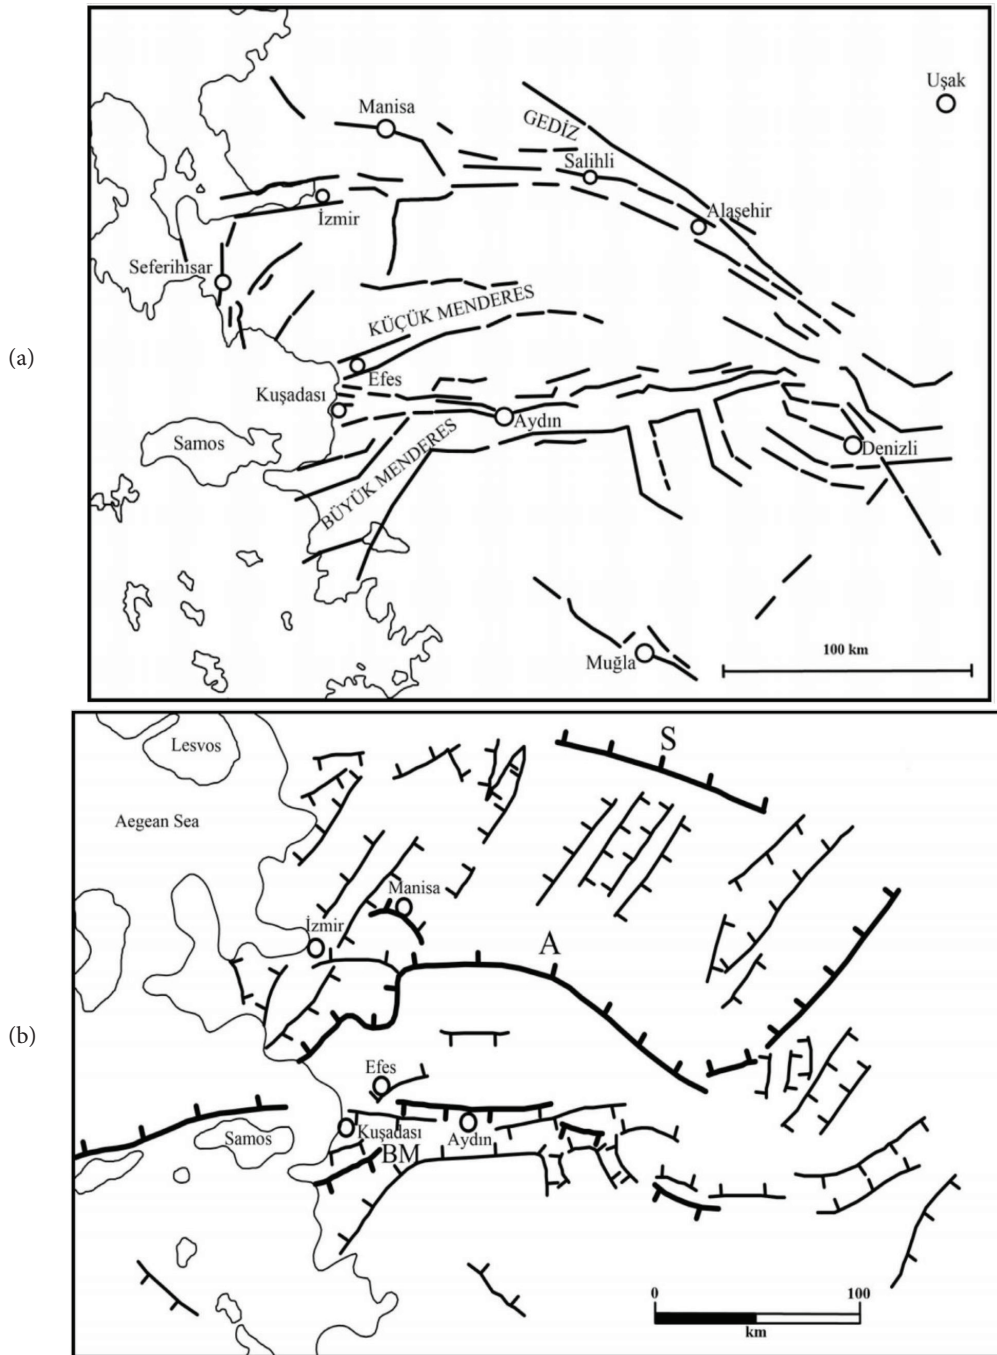 (a)
Uşak
Manisa
GEDİZ
Salihli
Alaşehir
İzmir
Seferihisar
KÜÇÜK MENDERES
Efes
Kuşadası
Aydın
Samos
Denizli
BÜYÜK MENDERES
Muğla
100 km
(b)
S
Lesvos
Aegean Sea
Manisa
İzmir
A
Efes
Kuşadası
Aydın
Samos
BM
0 100
km